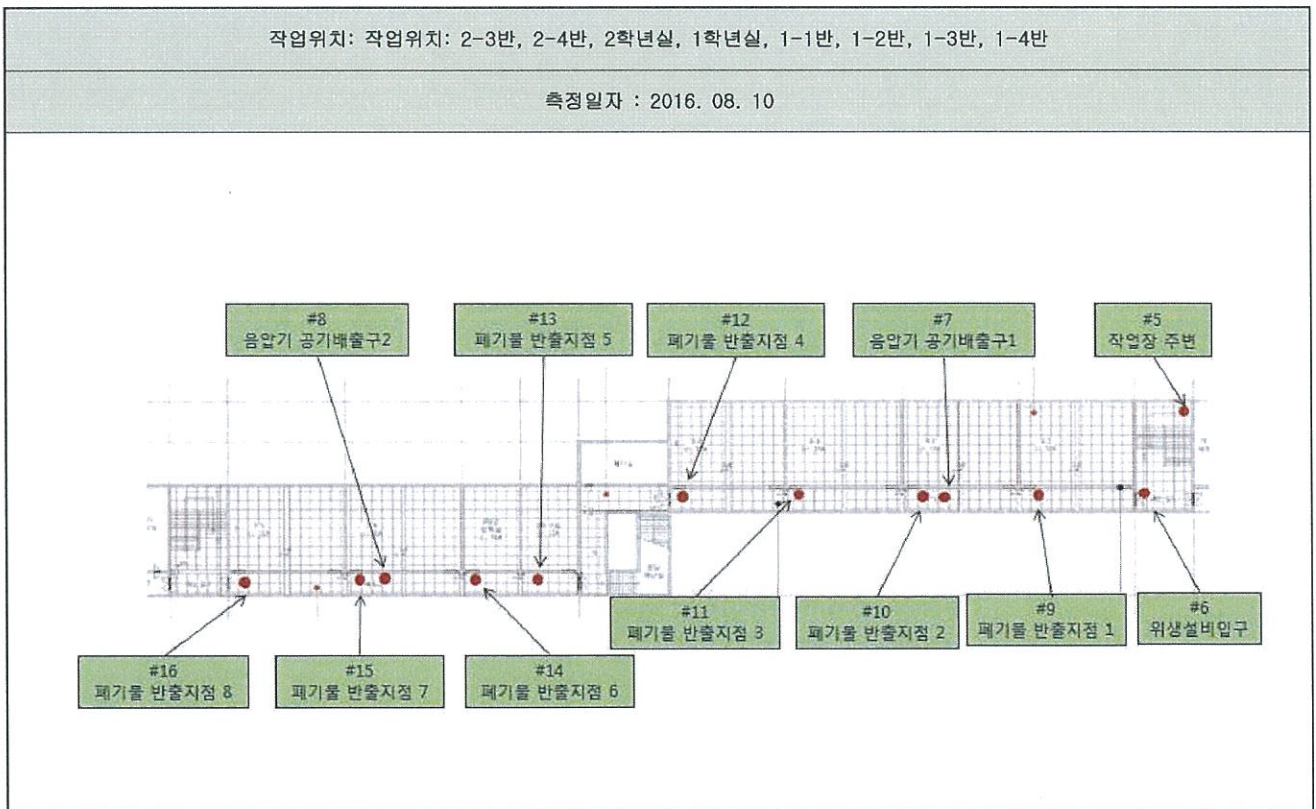 작업위치: 작업위치: 2-3반, 2-4반, 2학년실, 1학년실, 1-1반, 1-2반, 1-3반, 1-4반
측정일자 : 2016. 08. 10
#8
음압기 공기배출구2
#13
폐기물 반출지점 5
#12
폐기물 반출지점 4
#7
음압기 공기배출구1
#5
작업장 주변
#11
폐기물 반출지점 3
#10
폐기물 반출지점 2
#9
폐기물 반출지점 1
#6
위생설비입구
#16
폐기물 반출지점 8
#15
폐기물 반출지점 7
#14
폐기물 반출지점 6